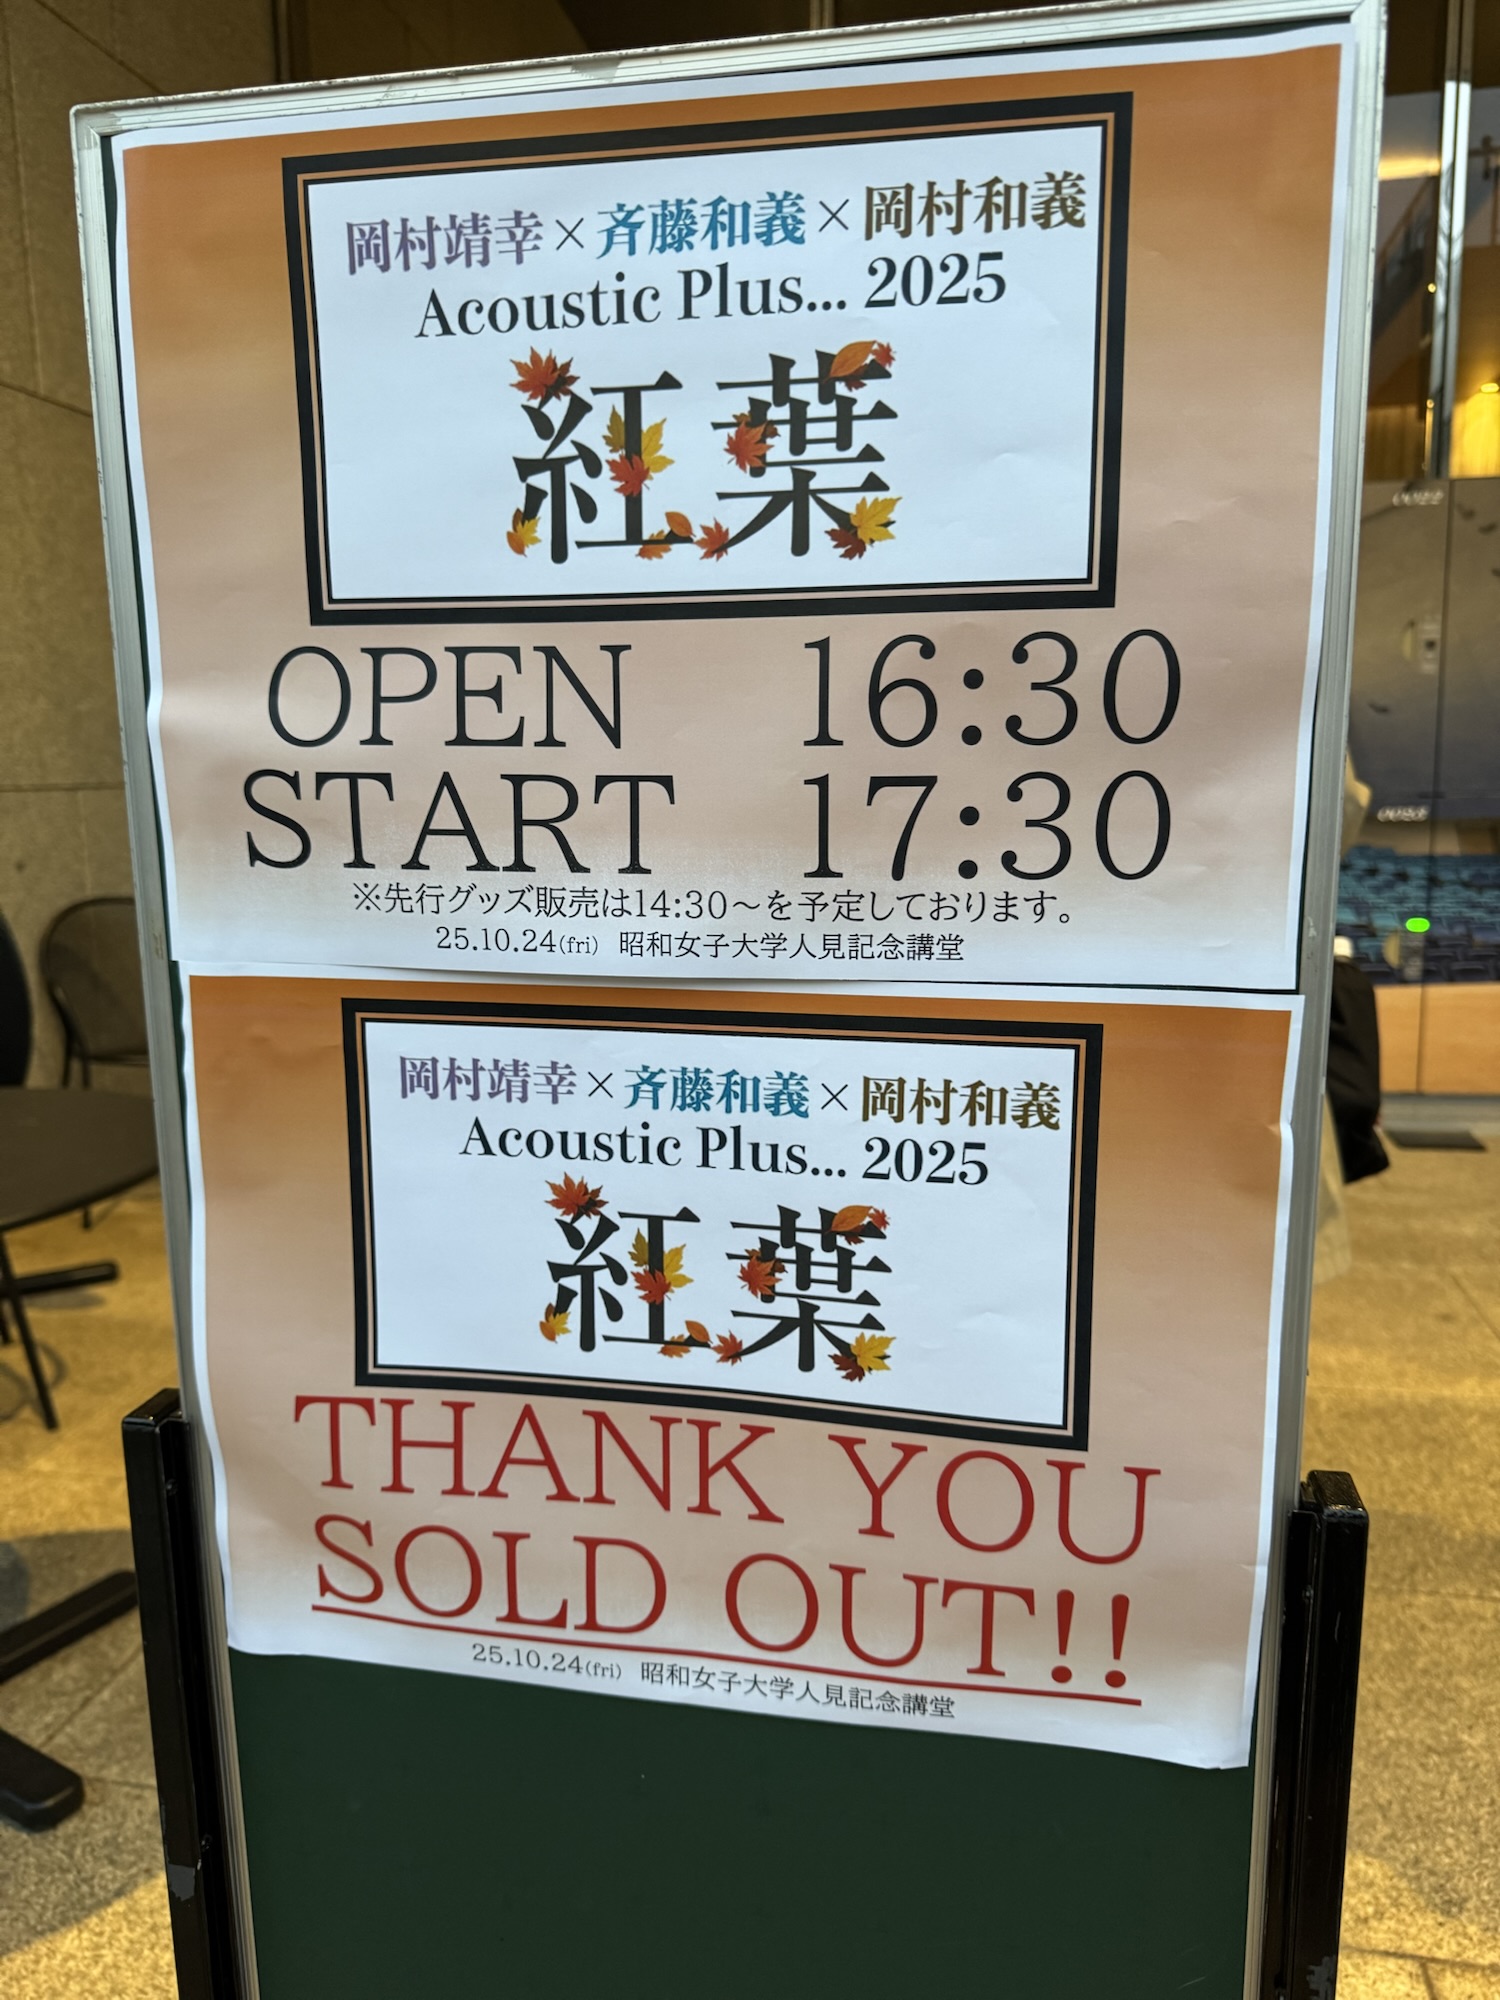 岡村靖幸×斉藤和義×岡村和義
Acoustic Plus... 2025
紅葉
OPEN 16:30
START 17:30
※先行グッズ販売は14:30～を予定しております。
25.10.24(fri) 昭和女子大学人見記念講堂
岡村靖幸×斉藤和義×岡村和義
Acoustic Plus... 2025
紅葉
THANK YOU
SOLD OUT!!
25.10.24(fri) 昭和女子大学人見記念講堂